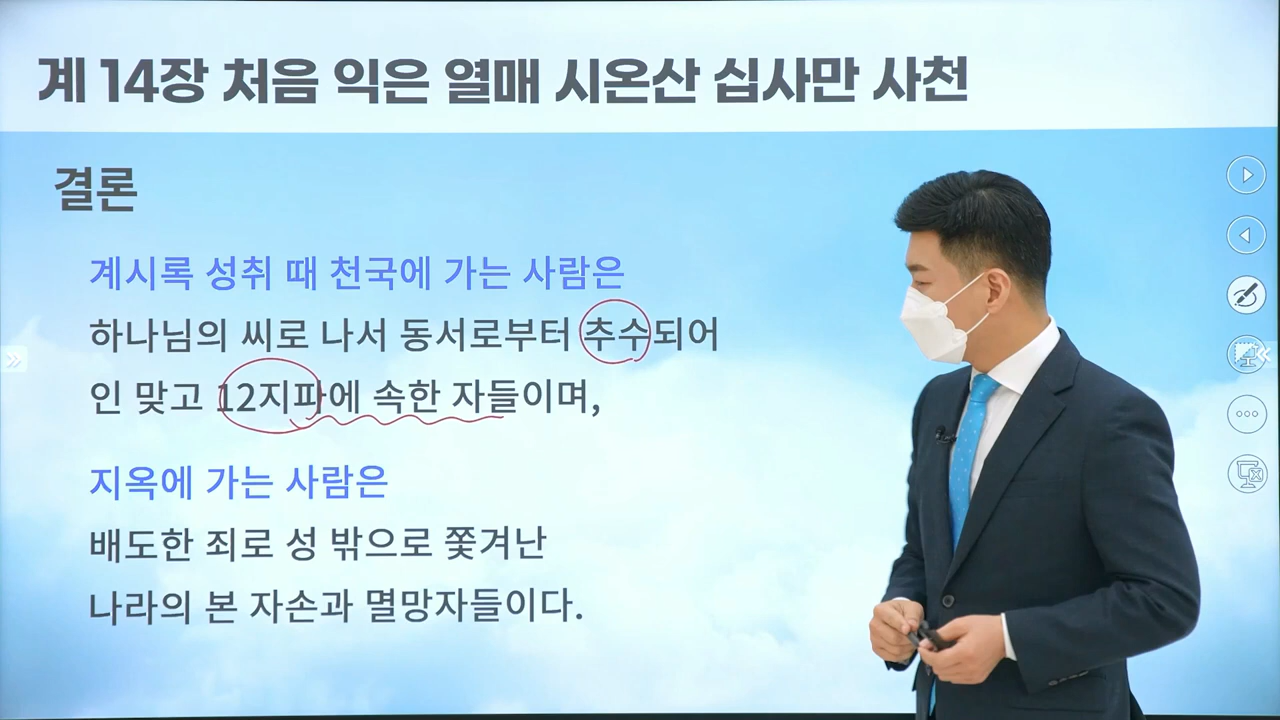 계 14장 처음 익은 열매 시온산 십사만 사천
결론
계시록 성취 때 천국에 가는 사람은
하나님의 씨로 나서 동서로부터 추수되어
인 맞고 12지파에 속한 자들이며,
지옥에 가는 사람은
배도한 죄로 성 밖으로 쫓겨난
나라의 본 자손과 멸망자들이다.